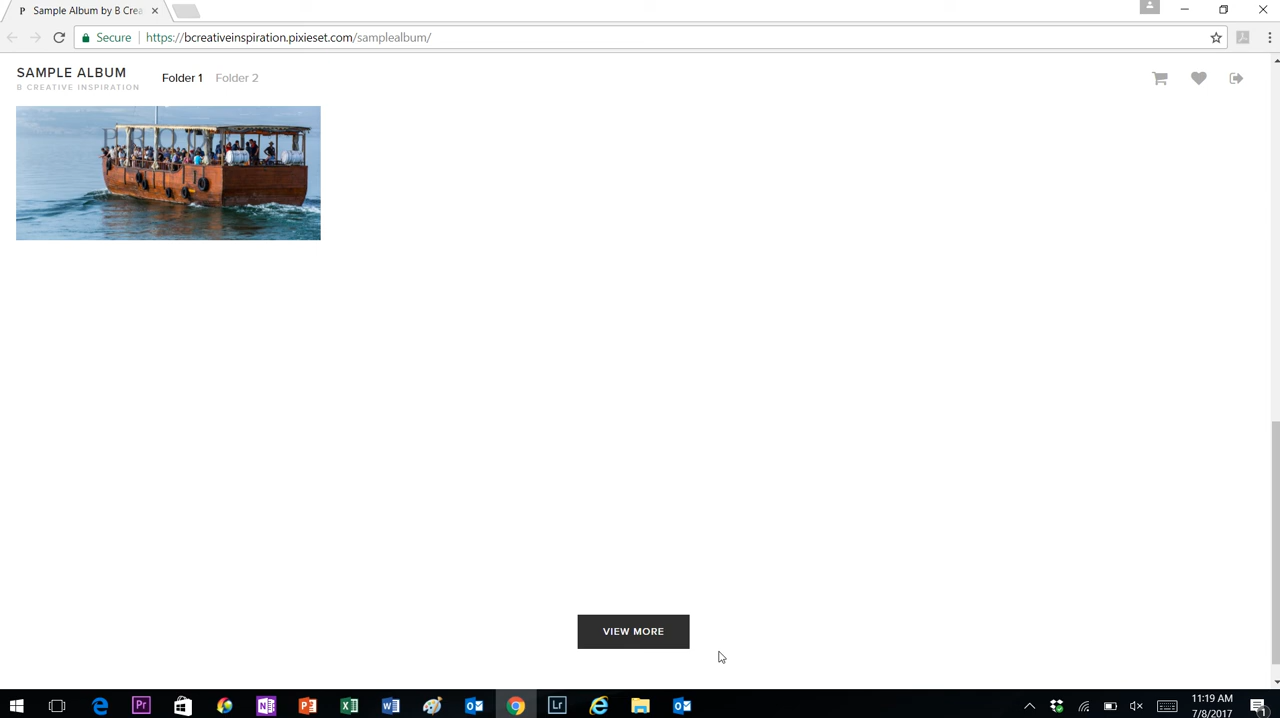 P Sample Album by B Crea
Secure https://bcreativeinspiration.pixieset.com/samplealbum/
SAMPLE ALBUM Folder 1 Folder 2
B CREATIVE INSPIRATION
VIEW MORE
11:19 AM
7/8/2017
1